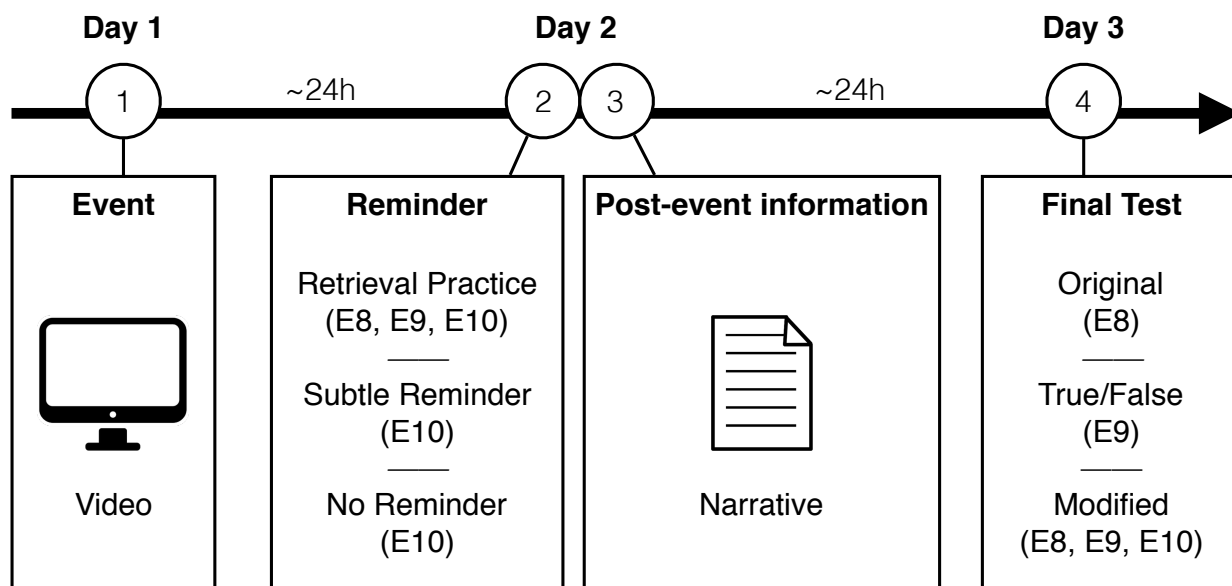 Day 1
Day 2
Day 3
1
~24h
2
3
~24h
4
Event
Video
Reminder
Retrieval Practice
(E8, E9, E10)
Subtle Reminder
(E10)
No Reminder
(E10)
Post-event information
Narrative
Final Test
Original
(E8)
True/False
(E9)
Modified
(E8, E9, E10)